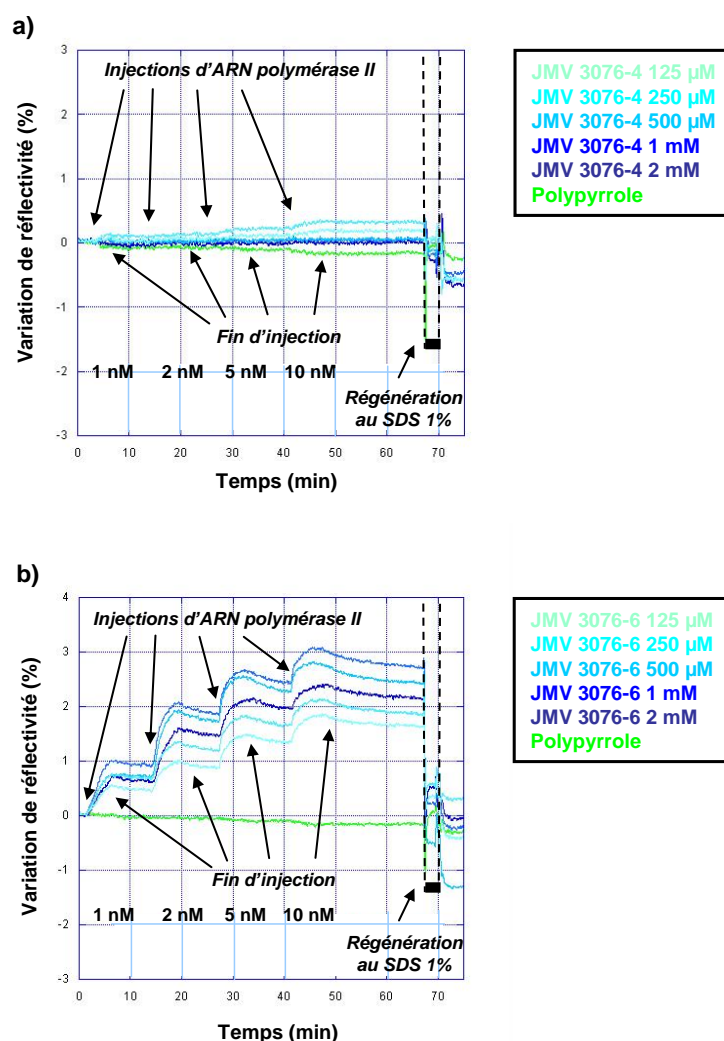 a)
3
2
1
0
-1
-2
-3
0
10
20
30
40
50
60
70
Variation de réflectivité (%)
Temps (min)
Injections d'ARN polymérase II
Fin d'injection
1 nM
2 nM
5 nM
10 nM
Régénération
au SDS 1%
JMV 3076-4 125 µM
JMV 3076-4 250 µM
JMV 3076-4 500 µM
JMV 3076-4 1 mM
JMV 3076-4 2 mM
Polypyrrole
b)
4
3
2
1
0
-1
-2
-3
0
10
20
30
40
50
60
70
Variation de réflectivité (%)
Temps (min)
Injections d'ARN polymérase II
Fin d'injection
1 nM
2 nM
5 nM
10 nM
Régénération
au SDS 1%
JMV 3076-6 125 µM
JMV 3076-6 250 µM
JMV 3076-6 500 µM
JMV 3076-6 1 mM
JMV 3076-6 2 mM
Polypyrrole